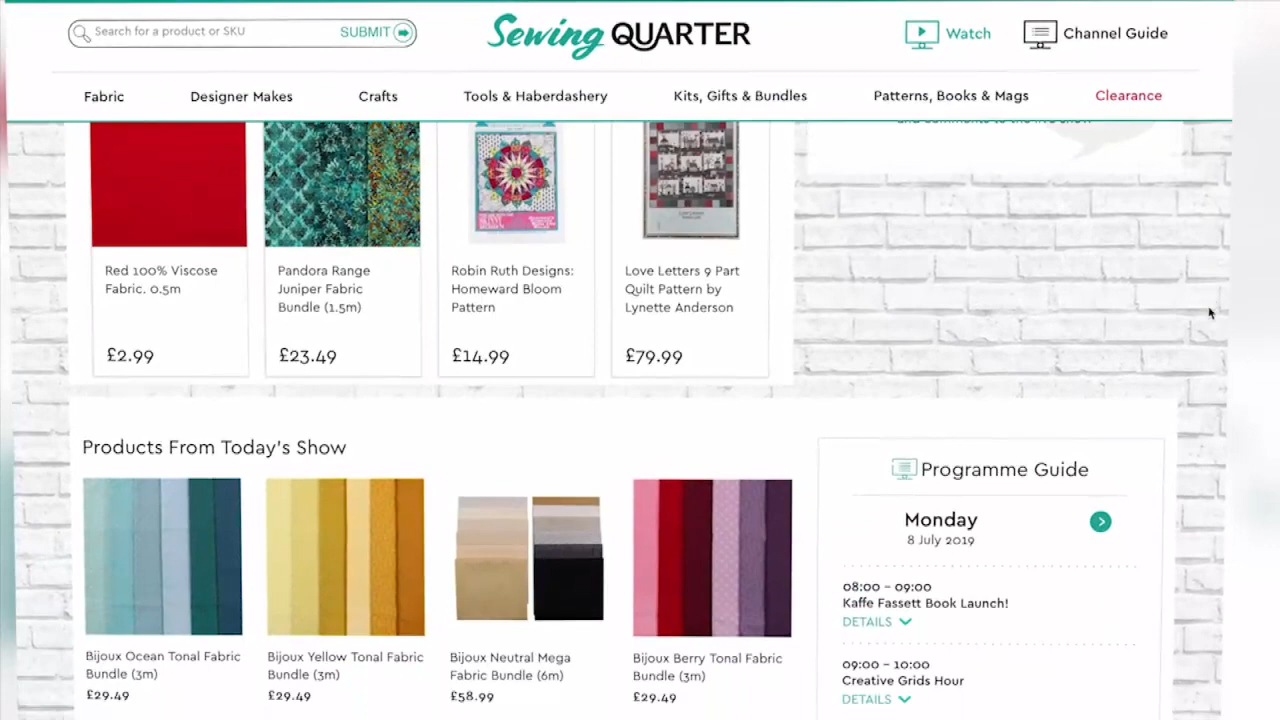 Search for a product or SKU
SUBMIT
Sewing QUARTER
Watch
Channel Guide
Fabric
Designer Makes
Crafts
Tools & Haberdashery
Kits, Gifts & Bundles
Patterns, Books & Mags
Clearance
Red 100% Viscose
Fabric. 0.5m
£2.99
Pandora Range
Juniper Fabric
Bundle (1.5m)
£23.49
Robin Ruth Designs:
Homeward Bloom
Pattern
£14.99
Love Letters 9 Part
Quilt Pattern by
Lynette Anderson
£79.99
Products From Today's Show
Bijoux Ocean Tonal Fabric
Bundle (3m)
£29.49
Bijoux Yellow Tonal Fabric
Bundle (3m)
£29.49
Bijoux Neutral Mega
Fabric Bundle (6m)
£58.99
Bijoux Berry Tonal Fabric
Bundle (3m)
£29.49
Programme Guide
Monday
8 July 2019
08:00 - 09:00
Kaffe Fassett Book Launch!
DETAILS
09:00 - 10:00
Creative Grids Hour
DETAILS